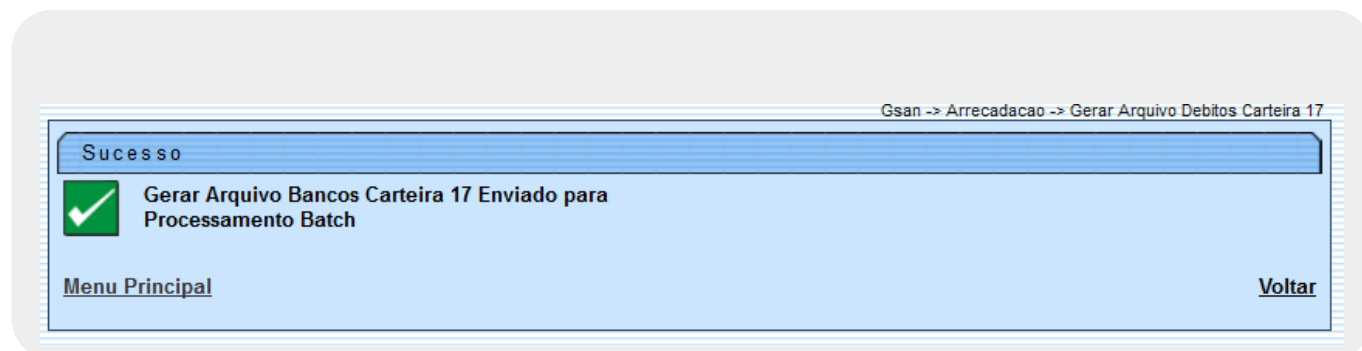 Gsan -> Arrecadacao -> Gerar Arquivo Debitos Carteira 17
Sucesso
Gerar Arquivo Bancos Carteira 17 Enviado para
Processamento Batch
Menu Principal
Voltar